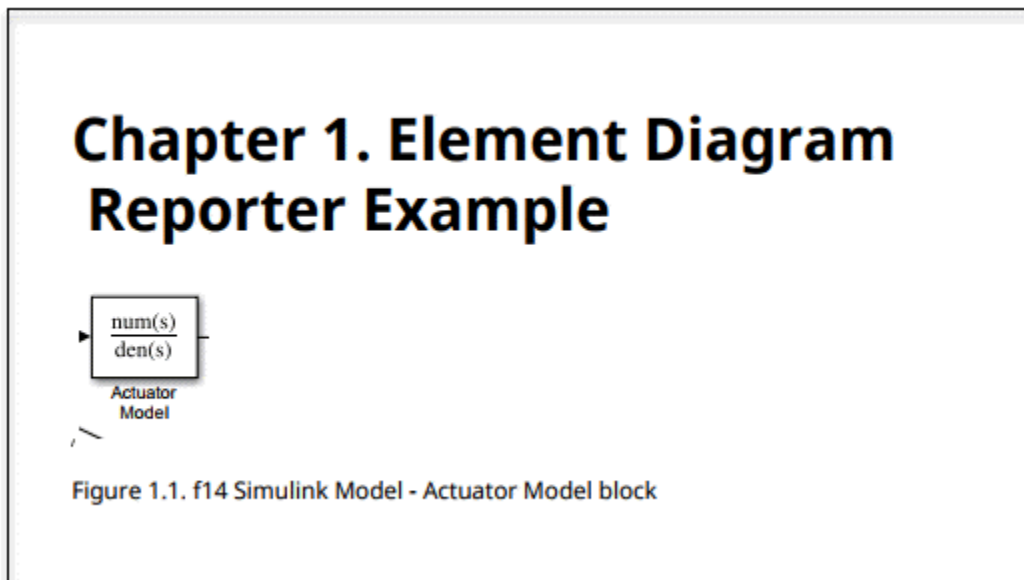 Chapter 1. Element Diagram
Reporter Example
num(s)
den(s)
Actuator
Model
Figure 1.1. f14 Simulink Model - Actuator Model block